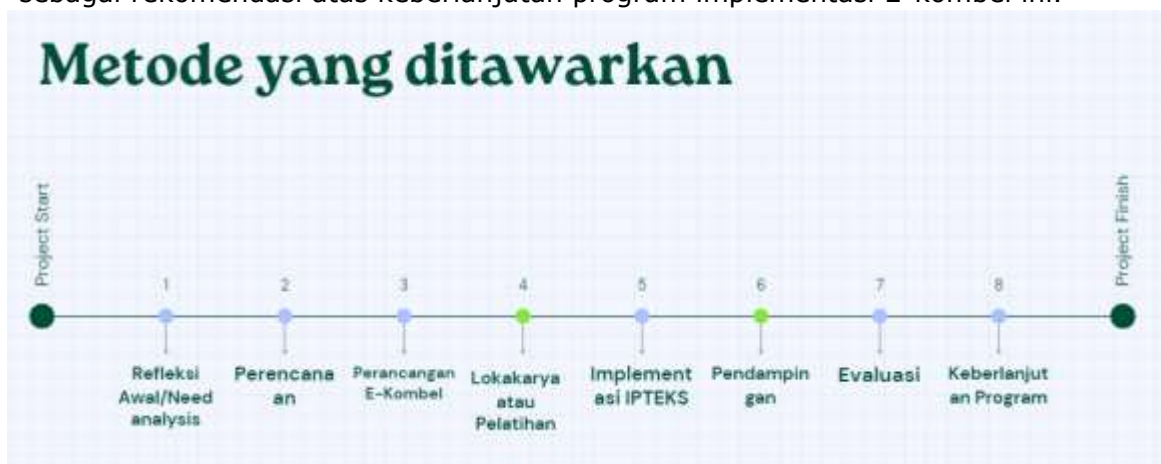 sebagai rekomendasi atas keberlanjutan program implementasi E-kombel ini.
Metode yang ditawarkan
Project Start
Project Finish
1
2
3
4
5
6
7
8
Refleksi
Awal/Need
analysis
Perencana
an
Perancangan
E-Kombel
Lokakarya
atau
Pelatihan
Implement
asi IPTEKS
Pendampin
gan
Evaluasi
Keberlanjut
an Program